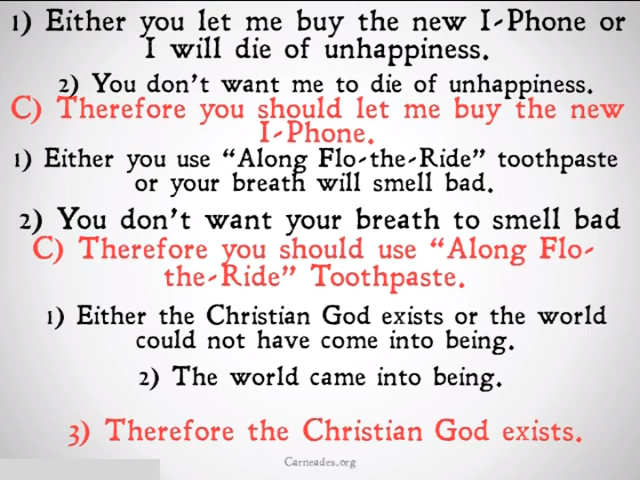 1) Either you let me buy the new I-Phone or
I will die of unhappiness.
2) You don't want me to die of unhappiness.
C) Therefore you should let me buy the new
I-Phone.
1) Either you use "Along Flo-the-Ride" toothpaste
or your breath will smell bad.
2) You don't want your breath to smell bad
C) Therefore you should use "Along Flo-
the-Ride" Toothpaste.
1) Either the Christian God exists or the world
could not have come into being.
2) The world came into being.
3) Therefore the Christian God exists.
Carneades.org